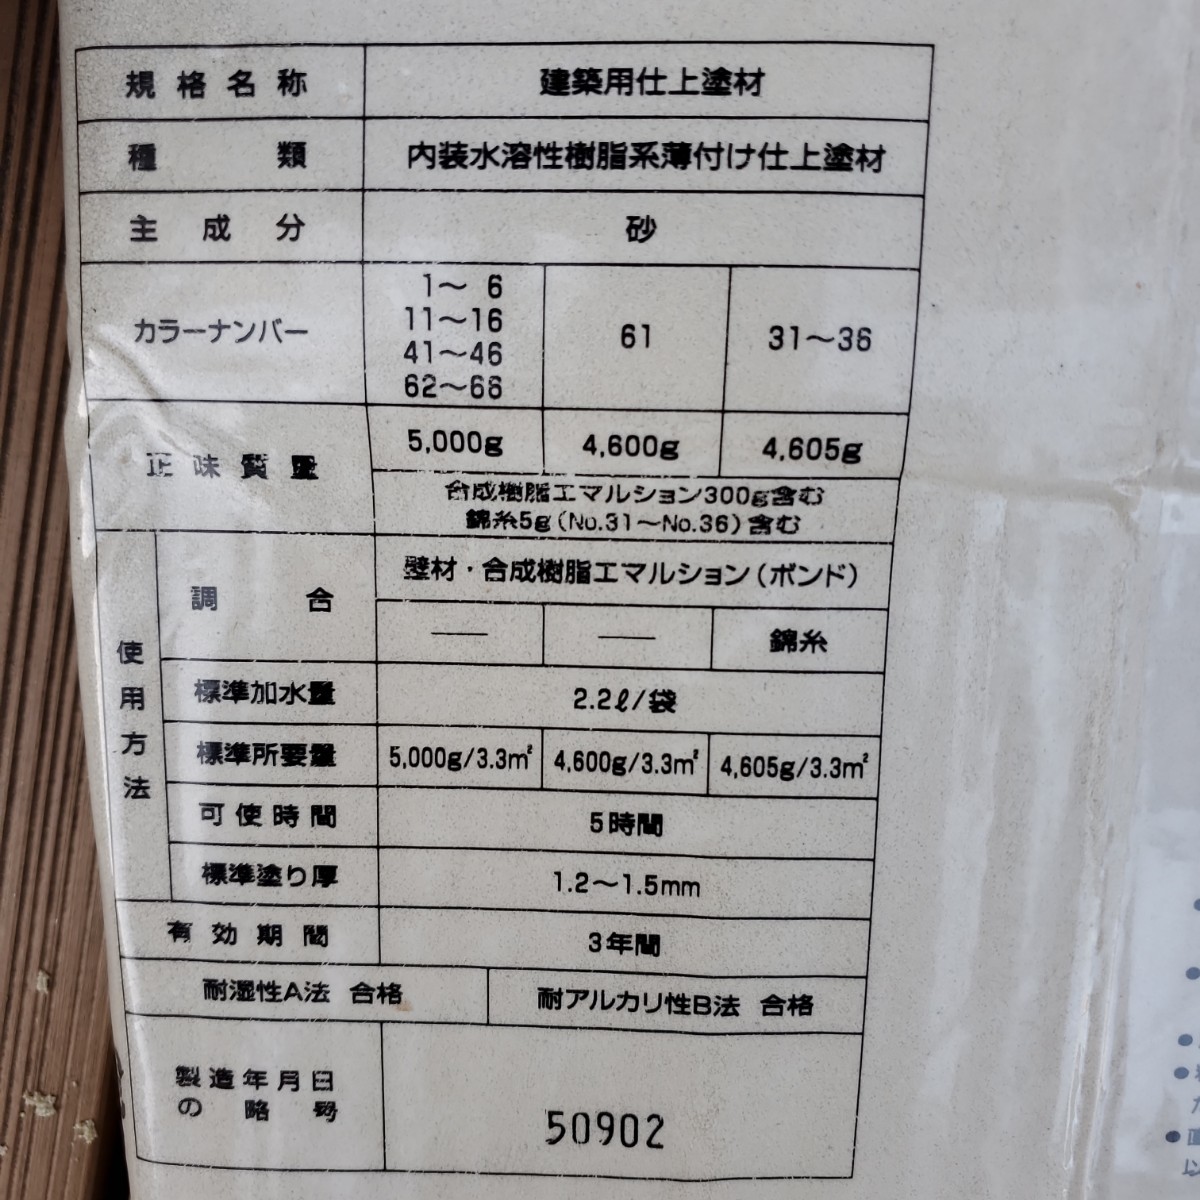 規格名称 建築用仕上塗材
種類 内装水溶性樹脂系薄付け仕上塗材
主成分 砂
カラーナンバー
1〜6
11〜16
41〜46
62〜68
61
31〜36
正味質量
5,000g 4,600g 4,605g
合成樹脂エマルション300g含む
錦糸5g(No.31〜No.36)含む
使用方法
調合
壁材・合成樹脂エマルション(ボンド)
— — 錦糸
標準加水量 2.2ℓ/袋
標準所要量 5,000g/3.3㎡ 4,600g/3.3㎡ 4,605g/3.3㎡
可使時間 5時間
標準塗り厚 1.2〜1.5mm
有効期間 3年間
耐湿性A法 合格 耐アルカリ性B法 合格
製造年月日
の略号
50902